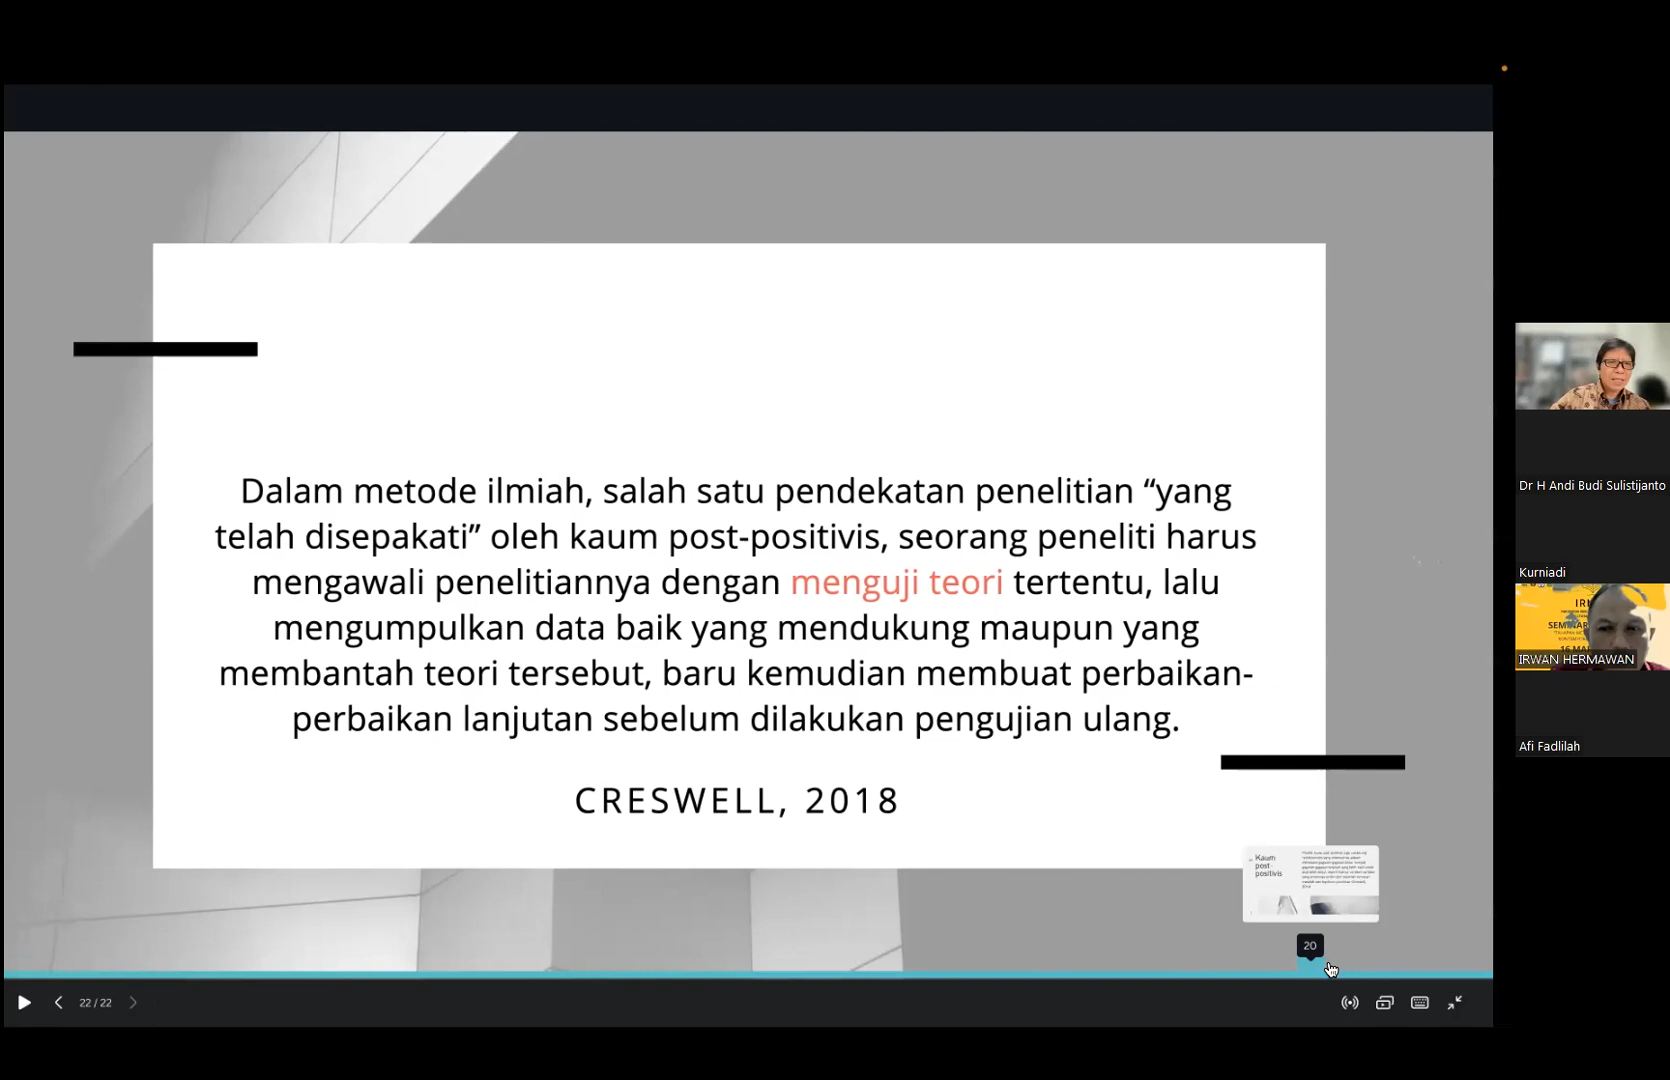 Dalam metode ilmiah, salah satu pendekatan penelitian “yang
telah disepakati” oleh kaum post-positivis, seorang peneliti harus
mengawali penelitiannya dengan menguji teori tertentu, lalu
mengumpulkan data baik yang mendukung maupun yang
membantah teori tersebut, baru kemudian membuat perbaikan-
perbaikan lanjutan sebelum dilakukan pengujian ulang.
CRESWELL, 2018
Kaum
post
positivis
20
22 / 22
Dr H Andi Budi Sulistijanto
Kurniadi
IRWAN HERMAWAN
Afi Fadlilah